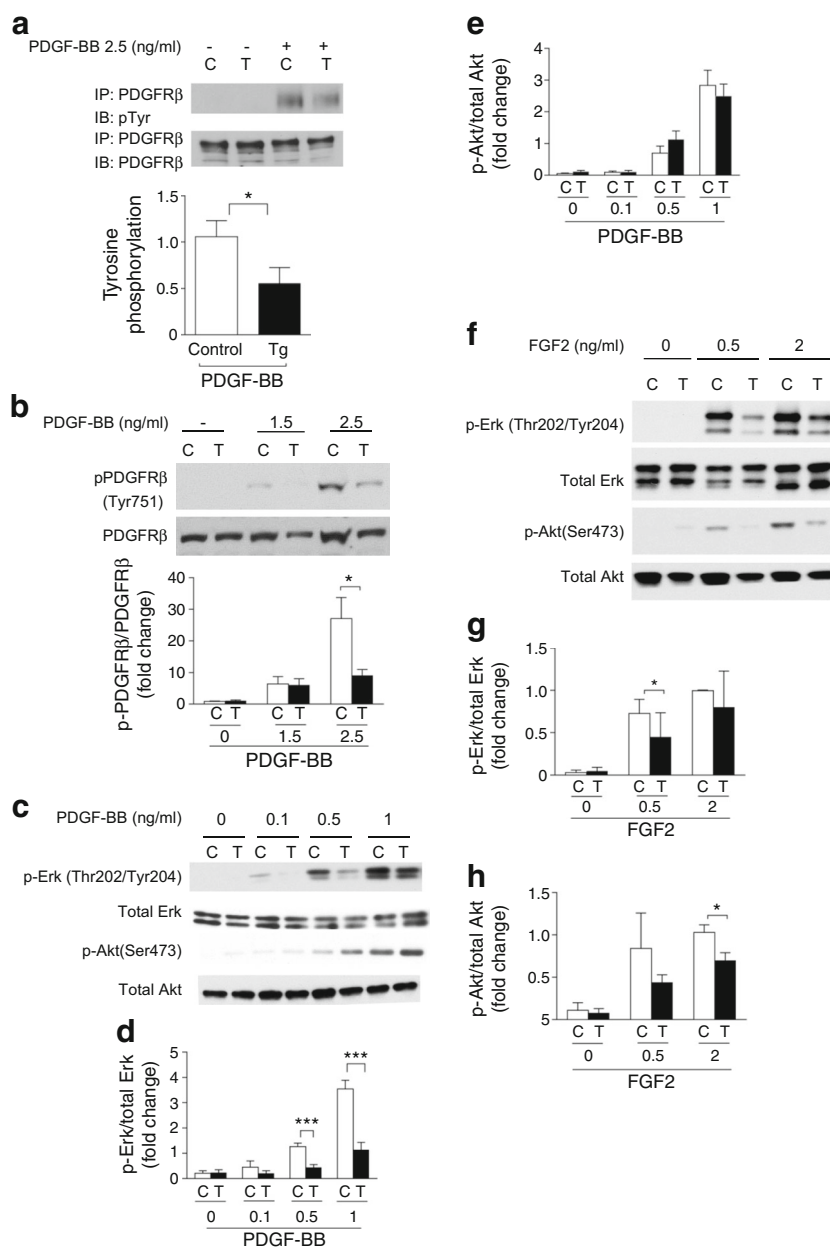 a
PDGF-BB 2.5 (ng/ml) - - + +
C T C T
IP: PDGFRβ
IB: pTyr
IP: PDGFRβ
IB: PDGFRβ
Tyrosine
phosphorylation
1.5
1.0
0.5
0
*
Control Tg
PDGF-BB
b
PDGF-BB (ng/ml) - 1.5 2.5
C T C T C T
pPDGFRβ
(Tyr751)
PDGFRβ
p-PDGFRβ/PDGFRβ
(fold change)
40
30
20
10
0
*
C T C T C T
0 1.5 2.5
PDGF-BB
c
PDGF-BB (ng/ml) 0 0.1 0.5 1
C T C T C T C T
p-Erk (Thr202/Tyr204)
Total Erk
p-Akt(Ser473)
Total Akt
d
p-Erk/total Erk
(fold change)
5
4
3
2
1
0
*** ***
C T C T C T C T
0 0.1 0.5 1
PDGF-BB
e
p-Akt/total Akt
(fold change)
4
3
2
1
0
C T C T C T C T
0 0.1 0.5 1
PDGF-BB
f
FGF2 (ng/ml) 0 0.5 2
C T C T C T
p-Erk (Thr202/Tyr204)
Total Erk
p-Akt(Ser473)
Total Akt
g
p-Erk/total Erk
(fold change)
1.5
1.0
0.5
0
*
C T C T C T
0 0.5 2
FGF2
h
p-Akt/total Akt
(fold change)
1.5
1.0
0.5
5
*
C T C T C T
0 0.5 2
FGF2